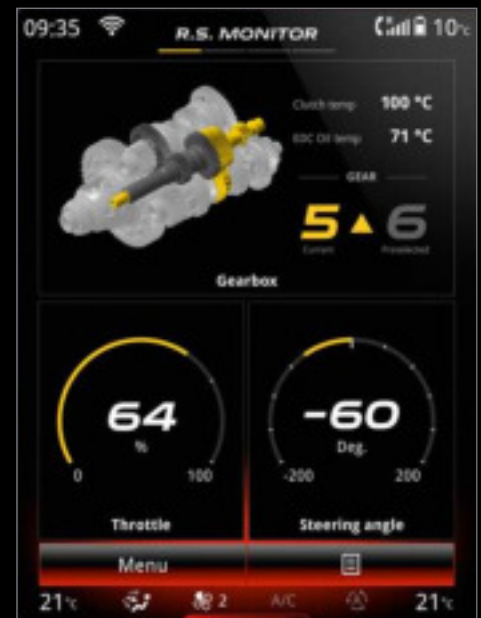 09:35 R.S. MONITOR 10°c
Clutch temp 100 °C
EDC Oil temp 71 °C
GEAR
5 6
Current Preselected
Gearbox
64 -60
% Deg.
0 100 -200 200
Throttle Steering angle
Menu
21°c 2 A/C 21°c